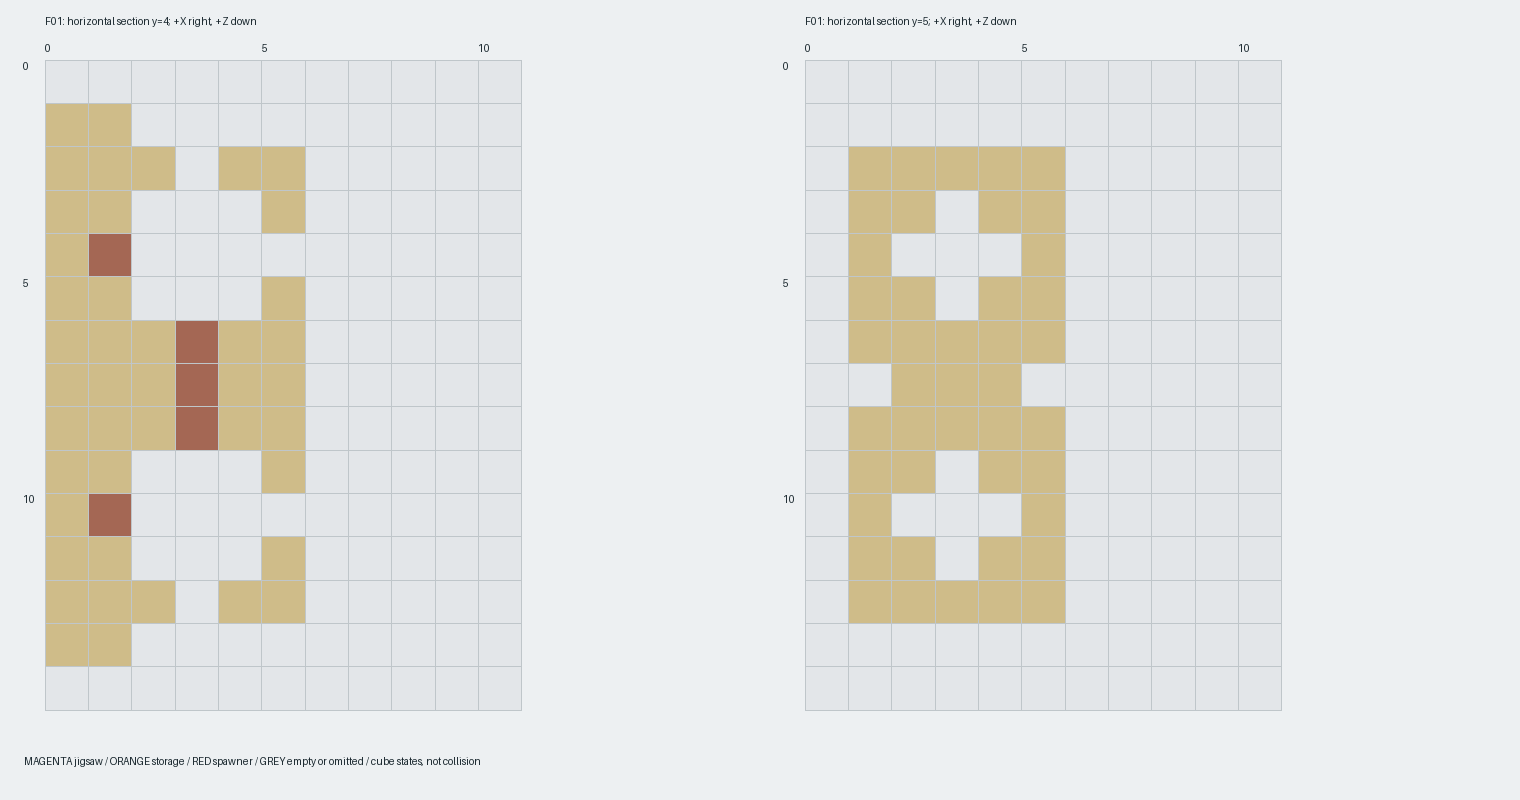 F01: horizontal section y=4; +X right, +Z down
F01: horizontal section y=5; +X right, +Z down
0 5 10
0 5 10
0 0
5 5
10 10
MAGENTA jigsaw / ORANGE storage / RED spawner / GREY empty or omitted / cube states, not collision